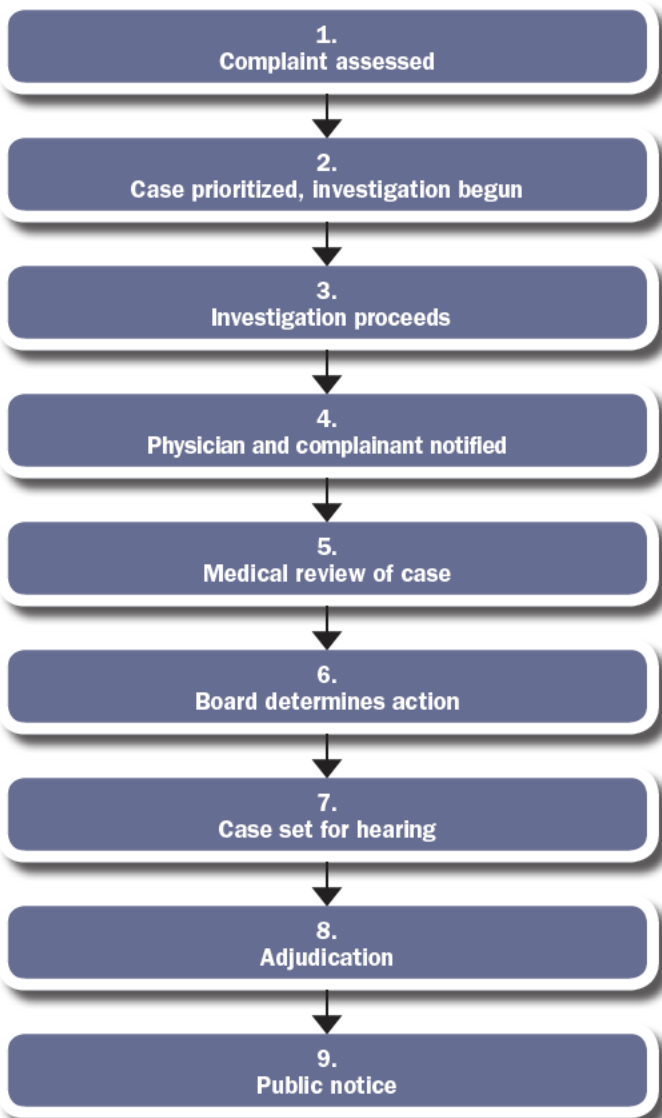 1.
Complaint assessed
2.
Case prioritized, investigation begun
3.
Investigation proceeds
4.
Physician and complainant notified
5.
Medical review of case
6.
Board determines action
7.
Case set for hearing
8.
Adjudication
9.
Public notice